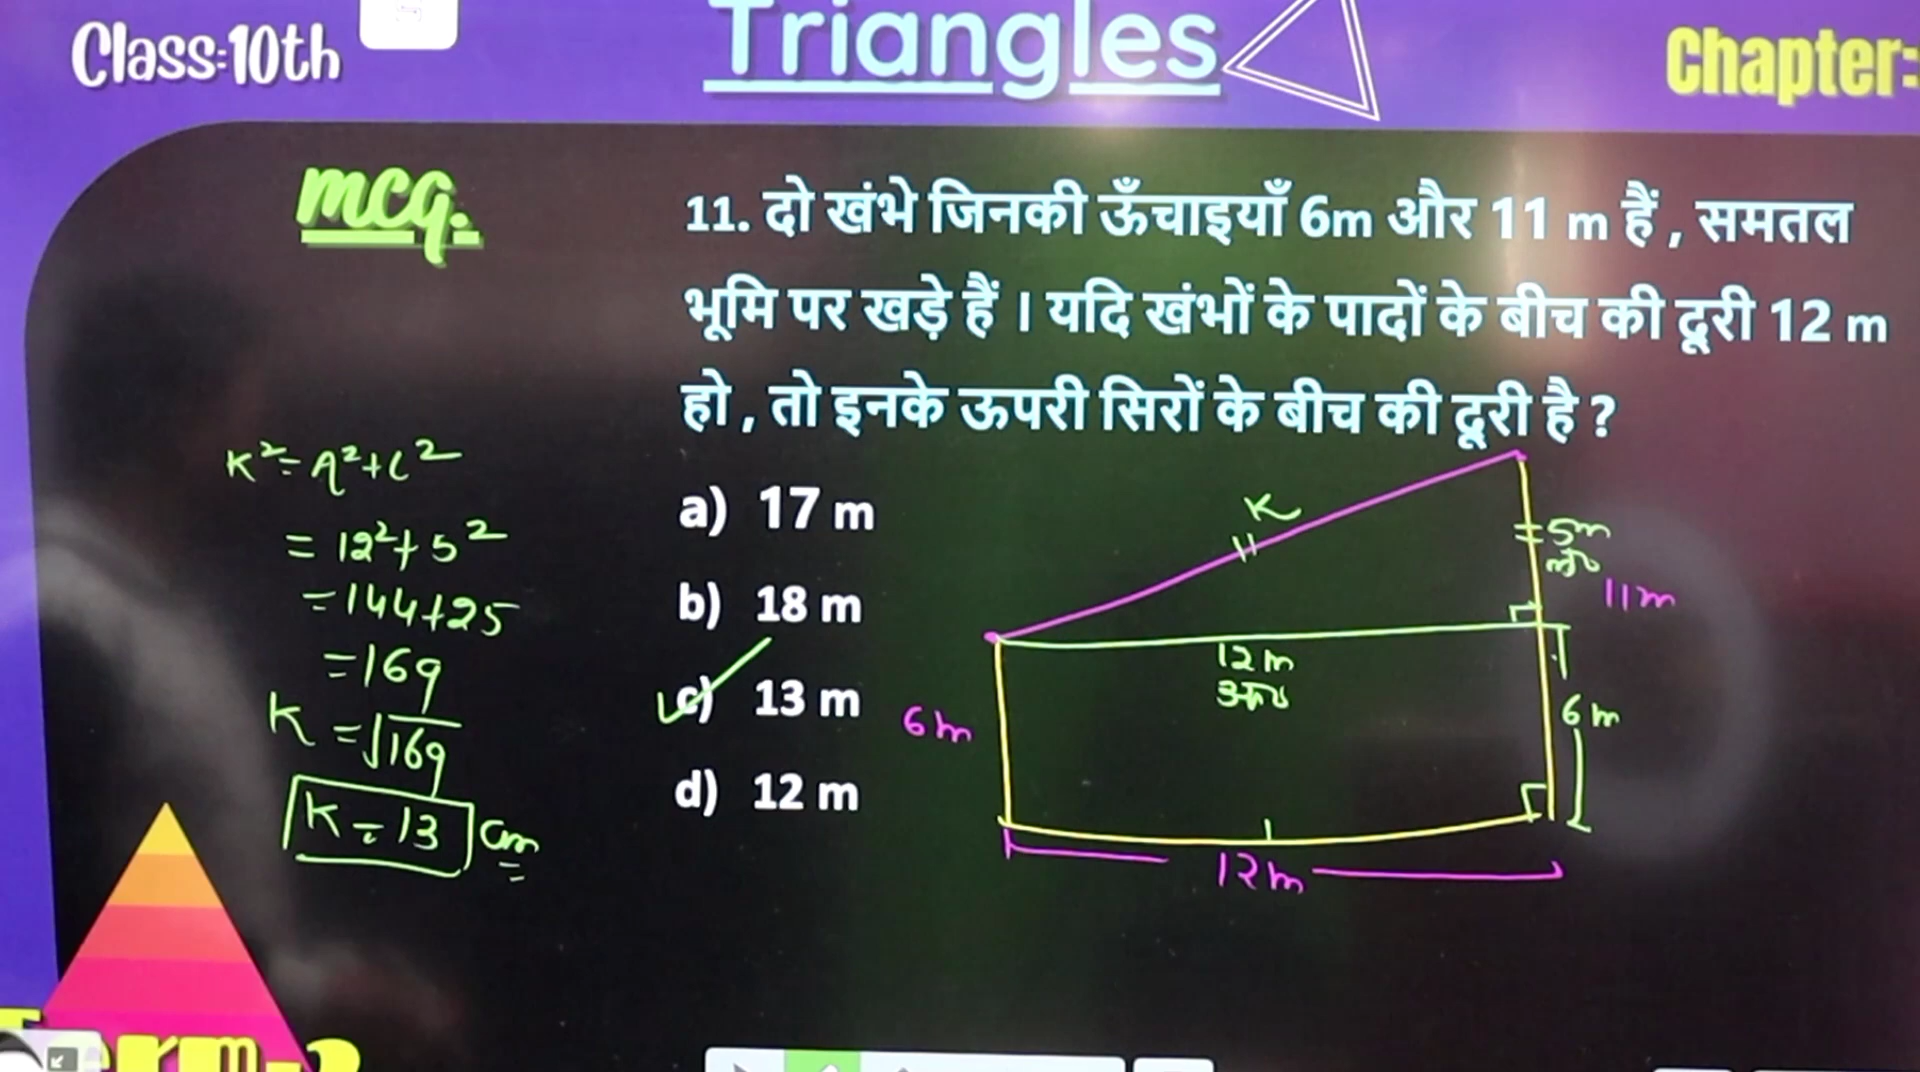 Class:10th
Triangles
Chapter:
mcq.
11. दो खंभे जिनकी ऊँचाइयाँ 6m और 11 m हैं , समतल
भूमि पर खड़े हैं । यदि खंभों के पादों के बीच की दूरी 12 m
हो , तो इनके ऊपरी सिरों के बीच की दूरी है ?
a) 17 m
b) 18 m
c) 13 m
d) 12 m
K² = A² + L²
= 12² + 5²
= 144 + 25
= 169
K = √169
K = 13 cm
K
5m
11m
12m
6m
6m
12m